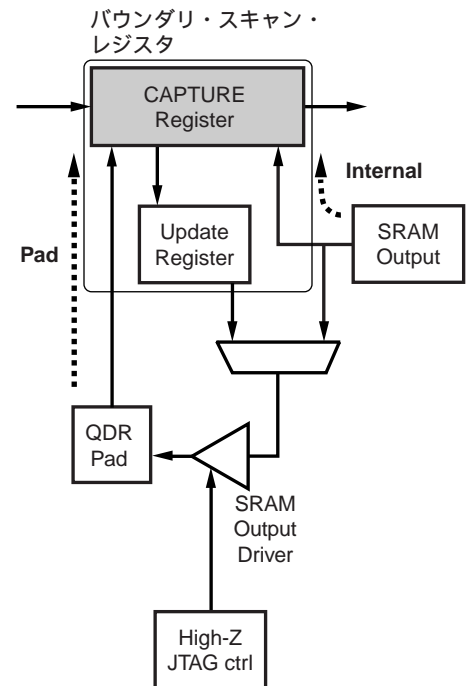 バウンダリ・スキャン・
レジスタ
CAPTURE
Register
Internal
Update
Register
SRAM
Output
Pad
QDR
Pad
SRAM
Output
Driver
High-Z
JTAG ctrl